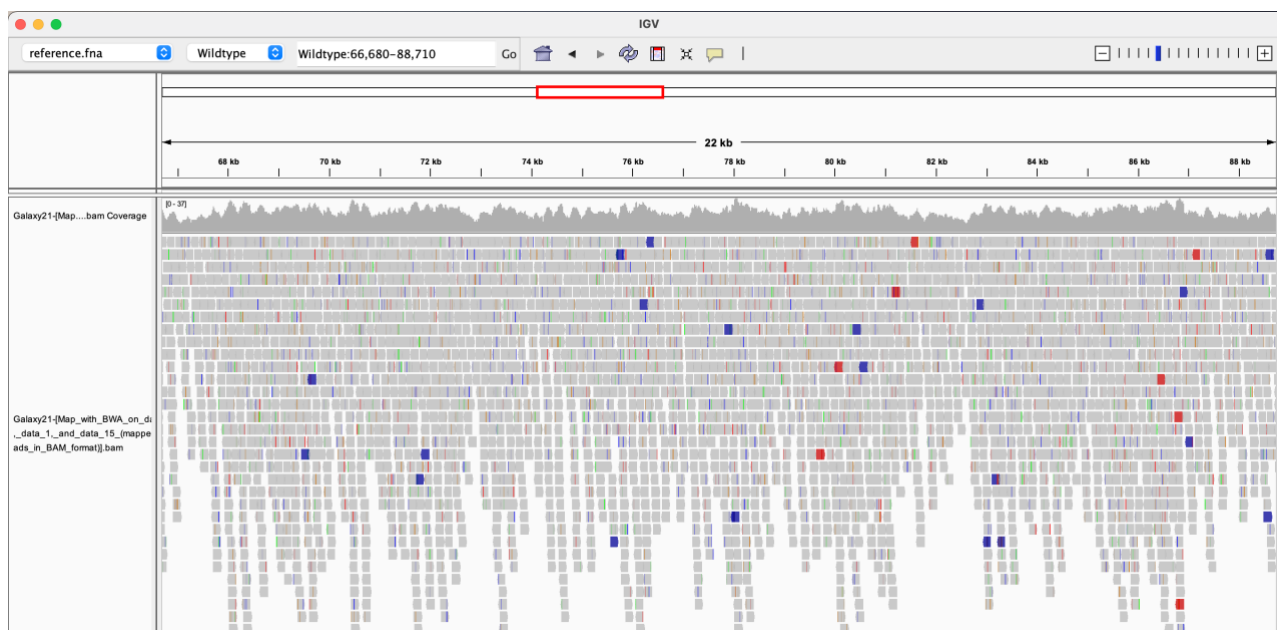 IGV
reference.fna Wildtype Wildtype:66,680-88,710 Go
22 kb
68 kb 70 kb 72 kb 74 kb 76 kb 78 kb 80 kb 82 kb 84 kb 86 kb 88 kb
Galaxy21-[Map....bam Coverage
[0 - 37]
Galaxy21-[Map_with_BWA_on_da
,_data_1,_and_data_15_(mappe
ads_in_BAM_format)].bam